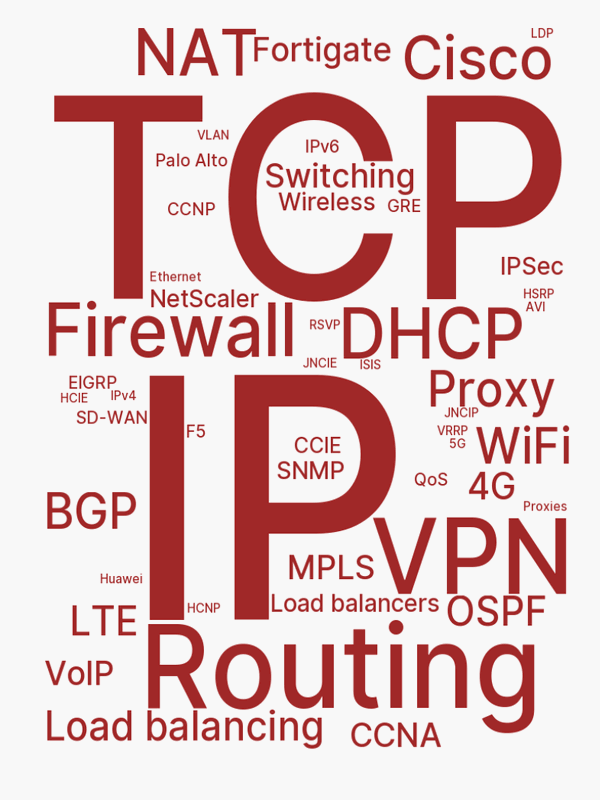 LDP
NAT Fortigate Cisco
TCP
VLAN
IPv6
Palo Alto
Switching
Wireless GRE
CCNP
IPSec
Ethernet
NetScaler
HSRP
AVI
Firewall RSVP DHCP
JNCIE ISIS
EIGRP
HCIE IPv4
SD-WAN
IP
Proxy
JNCIP
VRRP
5G
WiFi
F5
CCIE
SNMP
QoS
4G
BGP
Proxies
VPN
MPLS
Huawei
HCNP
Load balancers
OSPF
LTE
Routing
VoIP
Load balancing
CCNA